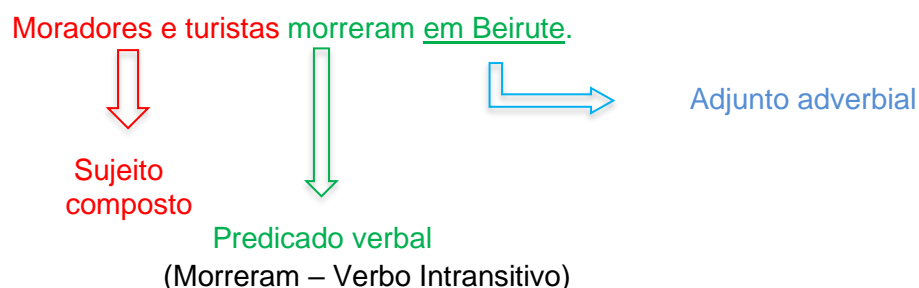 Moradores e turistas morreram em Beirute.
Adjunto adverbial
Sujeito
composto
Predicado verbal
(Morreram – Verbo Intransitivo)